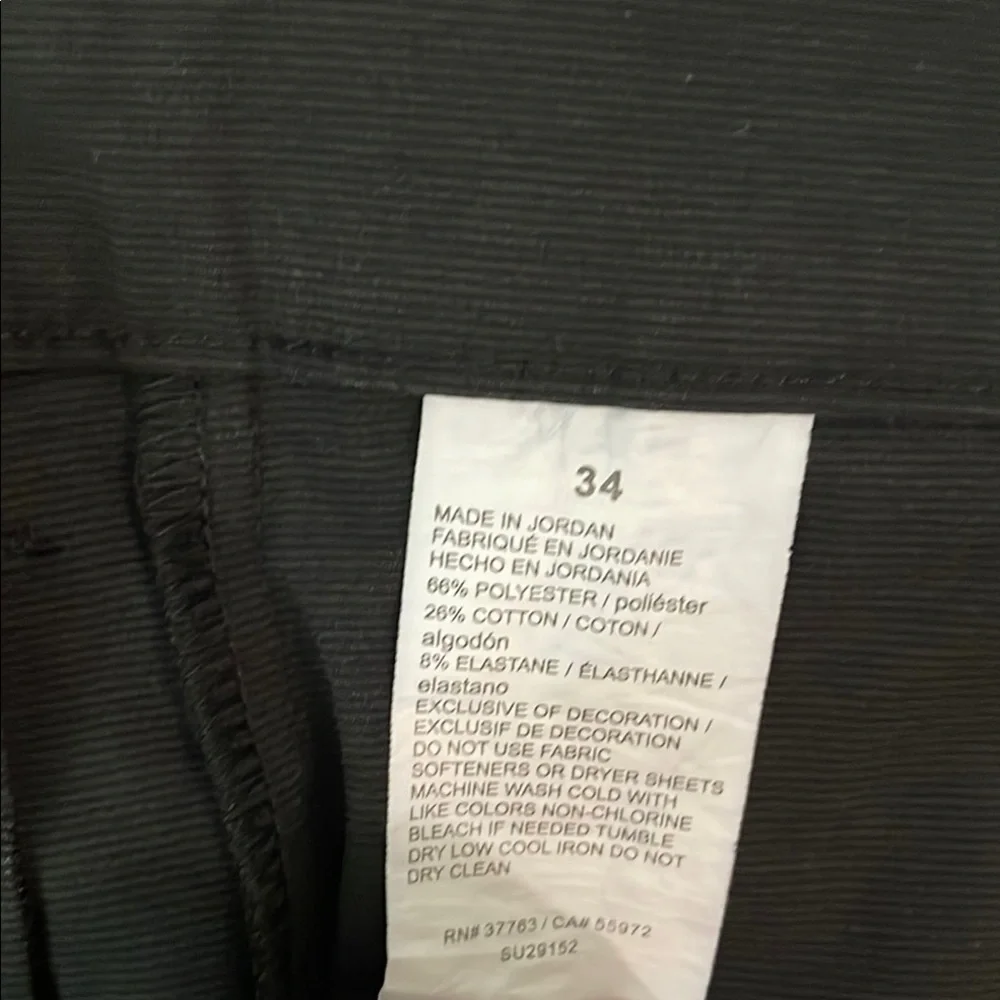 34
MADE IN JORDAN
FABRIQUÉ EN JORDANIE
HECHO EN JORDANIA
66% POLYESTER / poliéster
26% COTTON / COTON /
algodón
8% ELASTANE / ÉLASTHANNE /
elastano
EXCLUSIVE OF DECORATION /
EXCLUSIF DE DECORATION
DO NOT USE FABRIC
SOFTENERS OR DRYER SHEETS
MACHINE WASH COLD WITH
LIKE COLORS NON-CHLORINE
BLEACH IF NEEDED TUMBLE
DRY LOW COOL IRON DO NOT
DRY CLEAN
RN# 37763 / CA# 55972
SU29152